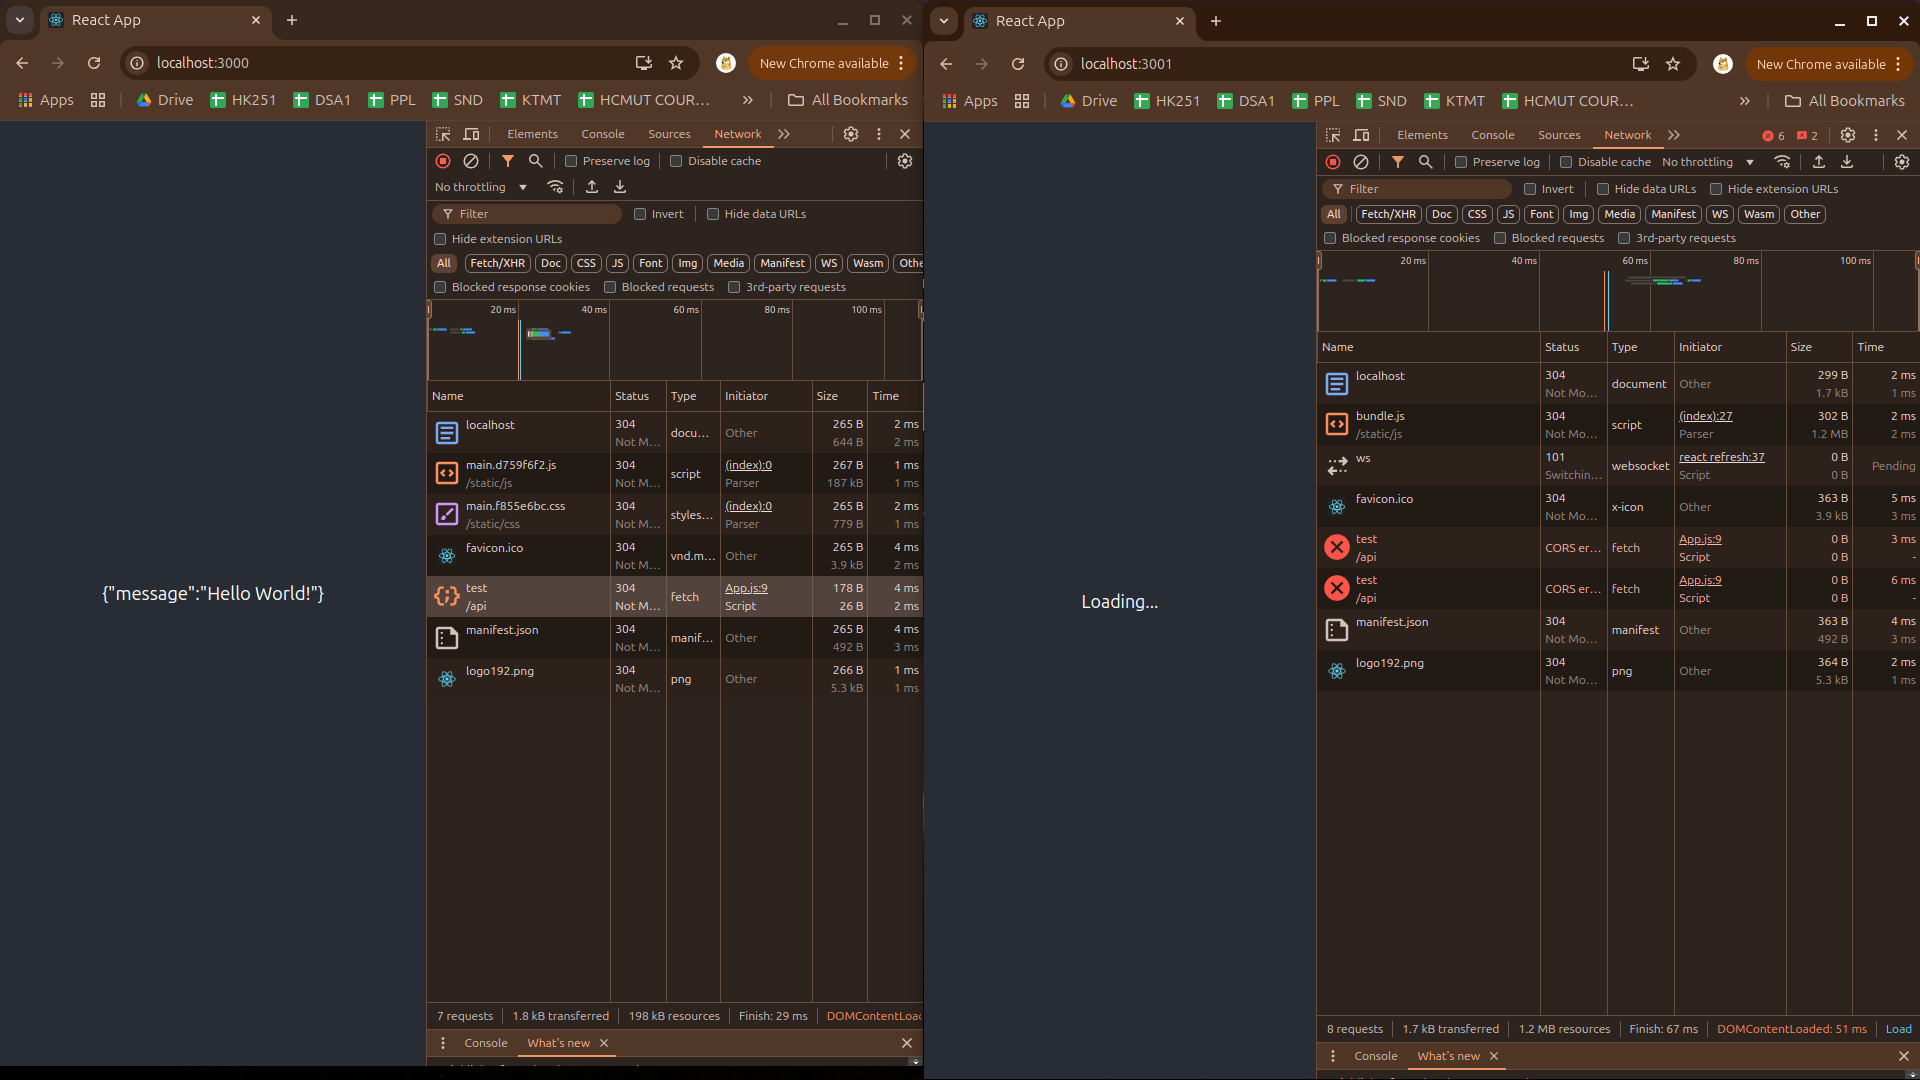 React App
localhost:3000
New Chrome available
Apps
Drive
HK251
DSA1
PPL
SND
KTMT
HCMUT COUR...
All Bookmarks
{"message":"Hello World!"}
Elements Console Sources Network
Preserve log
Disable cache
No throttling
Filter
Invert
Hide data URLs
Hide extension URLs
All Fetch/XHR Doc CSS JS Font Img Media Manifest WS Wasm Othe
Blocked response cookies
Blocked requests
3rd-party requests
20 ms 40 ms 60 ms 80 ms 100 ms
Name Status Type Initiator Size Time
localhost 304 Not M... docu... Other 265 B 644 B 2 ms 2 ms
main.d759f6f2.js /static/js 304 Not M... script (index):0 Parser 267 B 187 kB 1 ms 1 ms
main.f855e6bc.css /static/css 304 Not M... styles... (index):0 Parser 265 B 779 B 2 ms 1 ms
favicon.ico 304 Not M... vnd.m... Other 265 B 3.9 kB 4 ms 2 ms
test /api 304 Not M... fetch App.js:9 Script 178 B 26 B 4 ms 2 ms
manifest.json 304 Not M... manif... Other 265 B 492 B 4 ms 3 ms
logo192.png 304 Not M... png Other 266 B 5.3 kB 1 ms 1 ms
7 requests 1.8 kB transferred 198 kB resources Finish: 29 ms DOMContentLoad
Console What's new
React App
localhost:3001
New Chrome available
Apps
Drive
HK251
DSA1
PPL
SND
KTMT
HCMUT COUR...
All Bookmarks
Loading...
Elements Console Sources Network 6 2
Preserve log
Disable cache
No throttling
Filter
Invert
Hide data URLs
Hide extension URLs
All Fetch/XHR Doc CSS JS Font Img Media Manifest WS Wasm Other
Blocked response cookies
Blocked requests
3rd-party requests
20 ms 40 ms 60 ms 80 ms 100 ms
Name Status Type Initiator Size Time
localhost 304 Not Mo... document Other 299 B 1.7 kB 2 ms 1 ms
bundle.js /static/js 304 Not Mo... script (index):27 Parser 302 B 1.2 MB 2 ms 2 ms
ws 101 Switchin... websocket react refresh:37 Script 0 B 0 B Pending
favicon.ico 304 Not Mo... x-icon Other 363 B 3.9 kB 5 ms 3 ms
test /api CORS er... fetch App.js:9 Script 0 B 0 B 3 ms -
test /api CORS er... fetch App.js:9 Script 0 B 0 B 6 ms -
manifest.json 304 Not Mo... manifest Other 363 B 492 B 4 ms 3 ms
logo192.png 304 Not Mo... png Other 364 B 5.3 kB 2 ms 1 ms
8 requests 1.7 kB transferred 1.2 MB resources Finish: 67 ms DOMContentLoaded: 51 ms Load
Console What's new